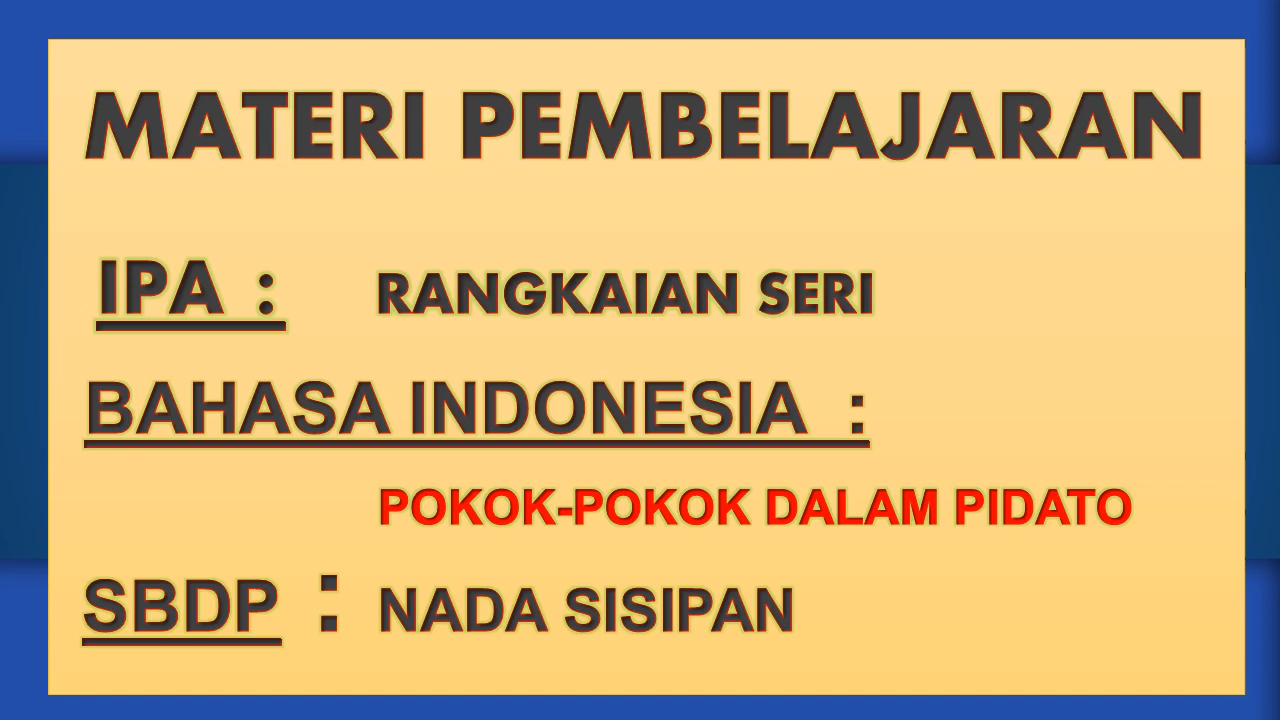 MATERI PEMBELAJARAN
IPA : RANGKAIAN SERI
BAHASA INDONESIA :
POKOK-POKOK DALAM PIDATO
SBDP : NADA SISIPAN